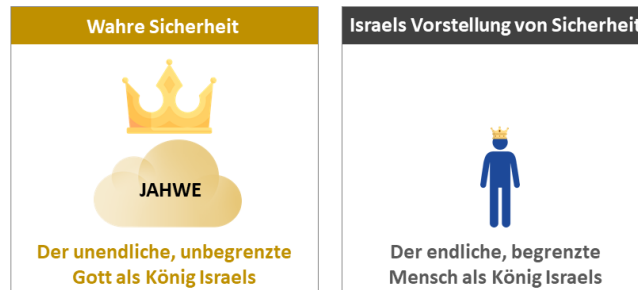 Wahre Sicherheit
JAHWE
Der unendliche, unbegrenzte
Gott als König Israels
Israels Vorstellung von Sicherheit
Der endliche, begrenzte
Mensch als König Israels